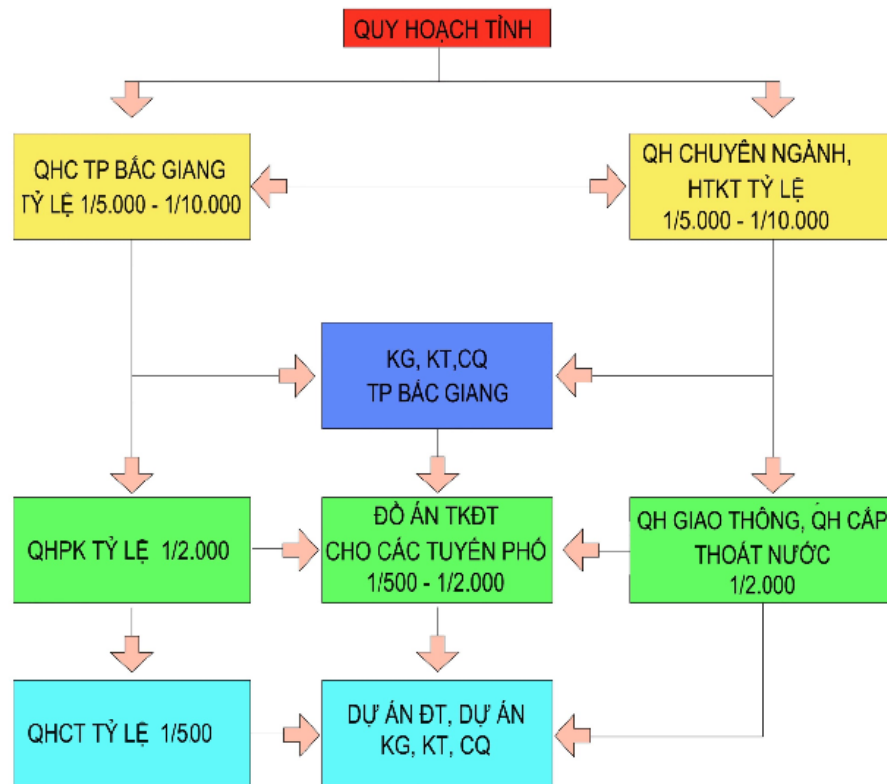 QUY HOẠCH TỈNH
QHC TP BẮC GIANG
TỶ LỆ 1/5.000 - 1/10.000
QH CHUYÊN NGÀNH,
HTKT TỶ LỆ
1/5.000 - 1/10.000
KG, KT,CQ
TP BẮC GIANG
QHPK TỶ LỆ 1/2.000
ĐỒ ÁN TKĐT
CHO CÁC TUYẾN PHỐ
1/500 - 1/2.000
QH GIAO THÔNG, QH CẤP
THOÁT NƯỚC
1/2.000
QHCT TỶ LỆ 1/500
DỰ ÁN ĐT, DỰ ÁN
KG, KT, CQ